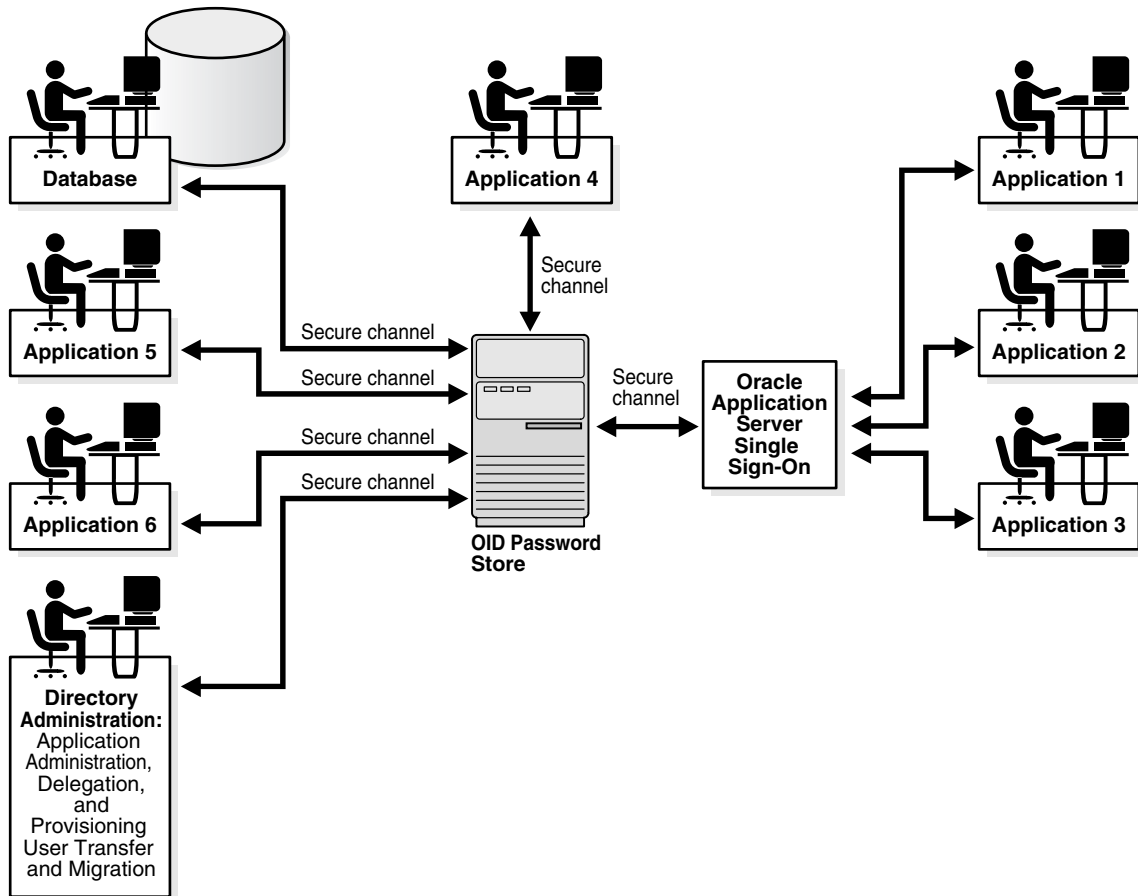 Database
Application 4
Application 1
Secure
channel
Application 5
Secure channel
Application 2
Secure channel
Secure
channel
Oracle
Application
Server
Single
Sign-On
Secure channel
Secure channel
Application 6
Application 3
OID Password
Store
Directory
Administration:
Application
Administration,
Delegation,
and
Provisioning
User Transfer
and Migration